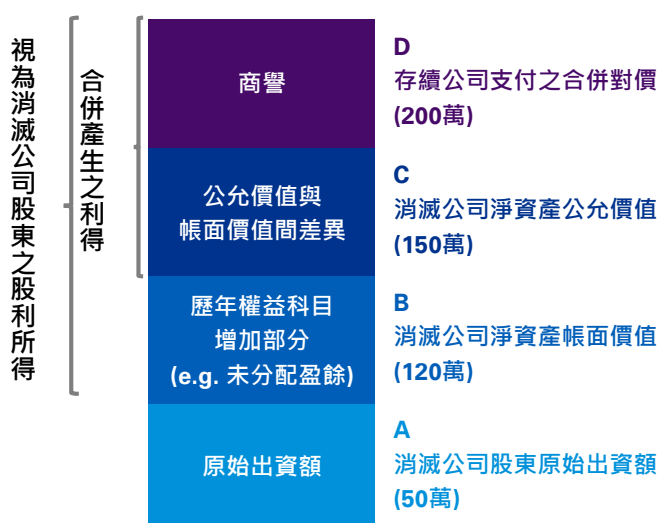 視為消滅公司股東之股利所得
合併產生之利得
商譽
D
存續公司支付之合併對價
(200萬)
公允價值與
帳面價值間差異
C
消滅公司淨資產公允價值
(150萬)
歷年權益科目
增加部分
(e.g. 未分配盈餘)
B
消滅公司淨資產帳面價值
(120萬)
原始出資額
A
消滅公司股東原始出資額
(50萬)